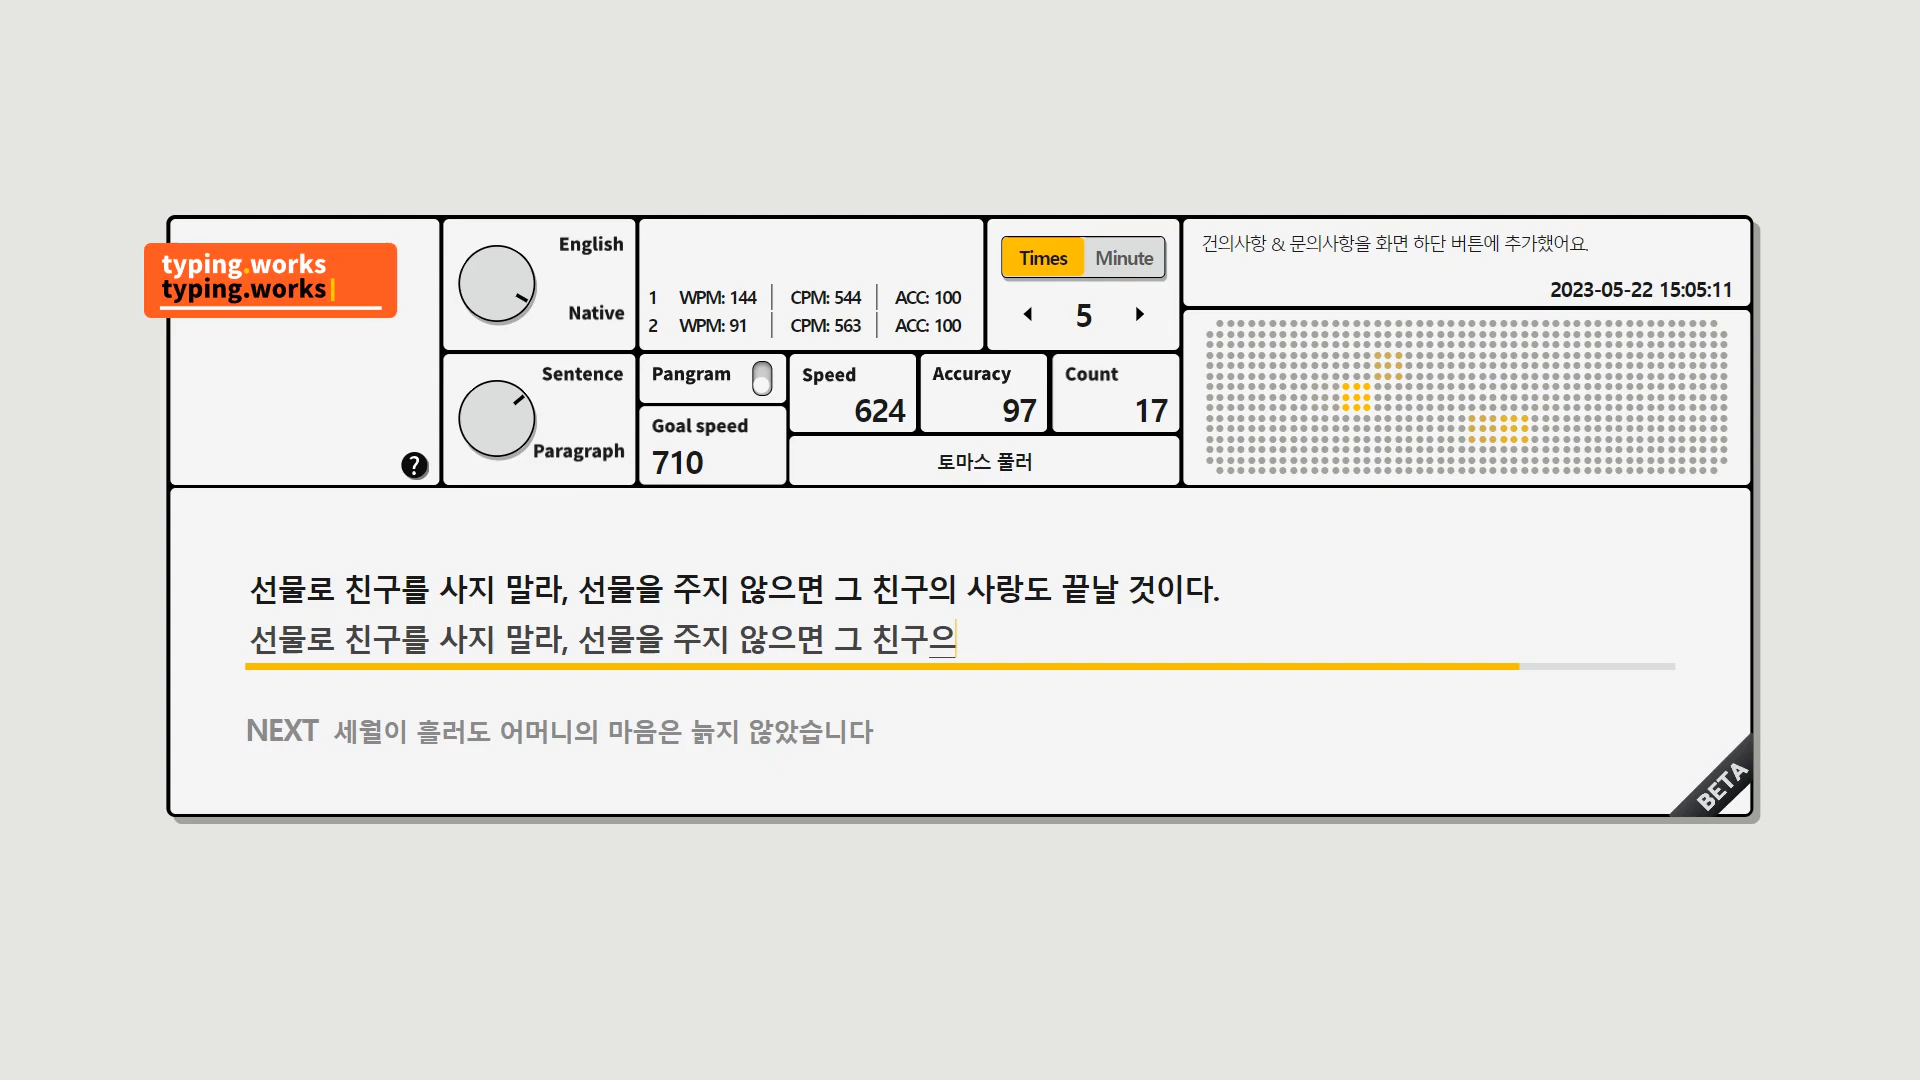 typing.works
typing.works
?
English
Native
Sentence
Paragraph
1 WPM: 144 CPM: 544 ACC: 100
2 WPM: 91 CPM: 563 ACC: 100
Times Minute
5
건의사항 & 문의사항을 화면 하단 버튼에 추가했어요.
2023-05-22 15:05:11
Pangram
Goal speed
710
Speed
624
Accuracy
97
Count
17
토마스 풀러
선물로 친구를 사지 말라, 선물을 주지 않으면 그 친구의 사랑도 끝날 것이다.
선물로 친구를 사지 말라, 선물을 주지 않으면 그 친구으
NEXT 세월이 흘러도 어머니의 마음은 늙지 않았습니다
BETA